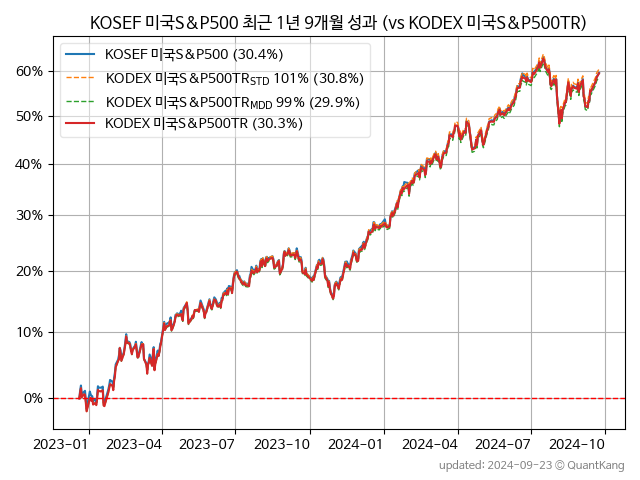 KOSEF 미국S&P500 최근 1년 9개월 성과 (vs KODEX 미국S&P500TR)
KOSEF 미국S&P500 (30.4%)
KODEX 미국S&P500TR_STD 101% (30.8%)
KODEX 미국S&P500TR_MDD 99% (29.9%)
KODEX 미국S&P500TR (30.3%)
60%
50%
40%
30%
20%
10%
0%
2023-01 2023-04 2023-07 2023-10 2024-01 2024-04 2024-07 2024-10
updated: 2024-09-23 © QuantKang